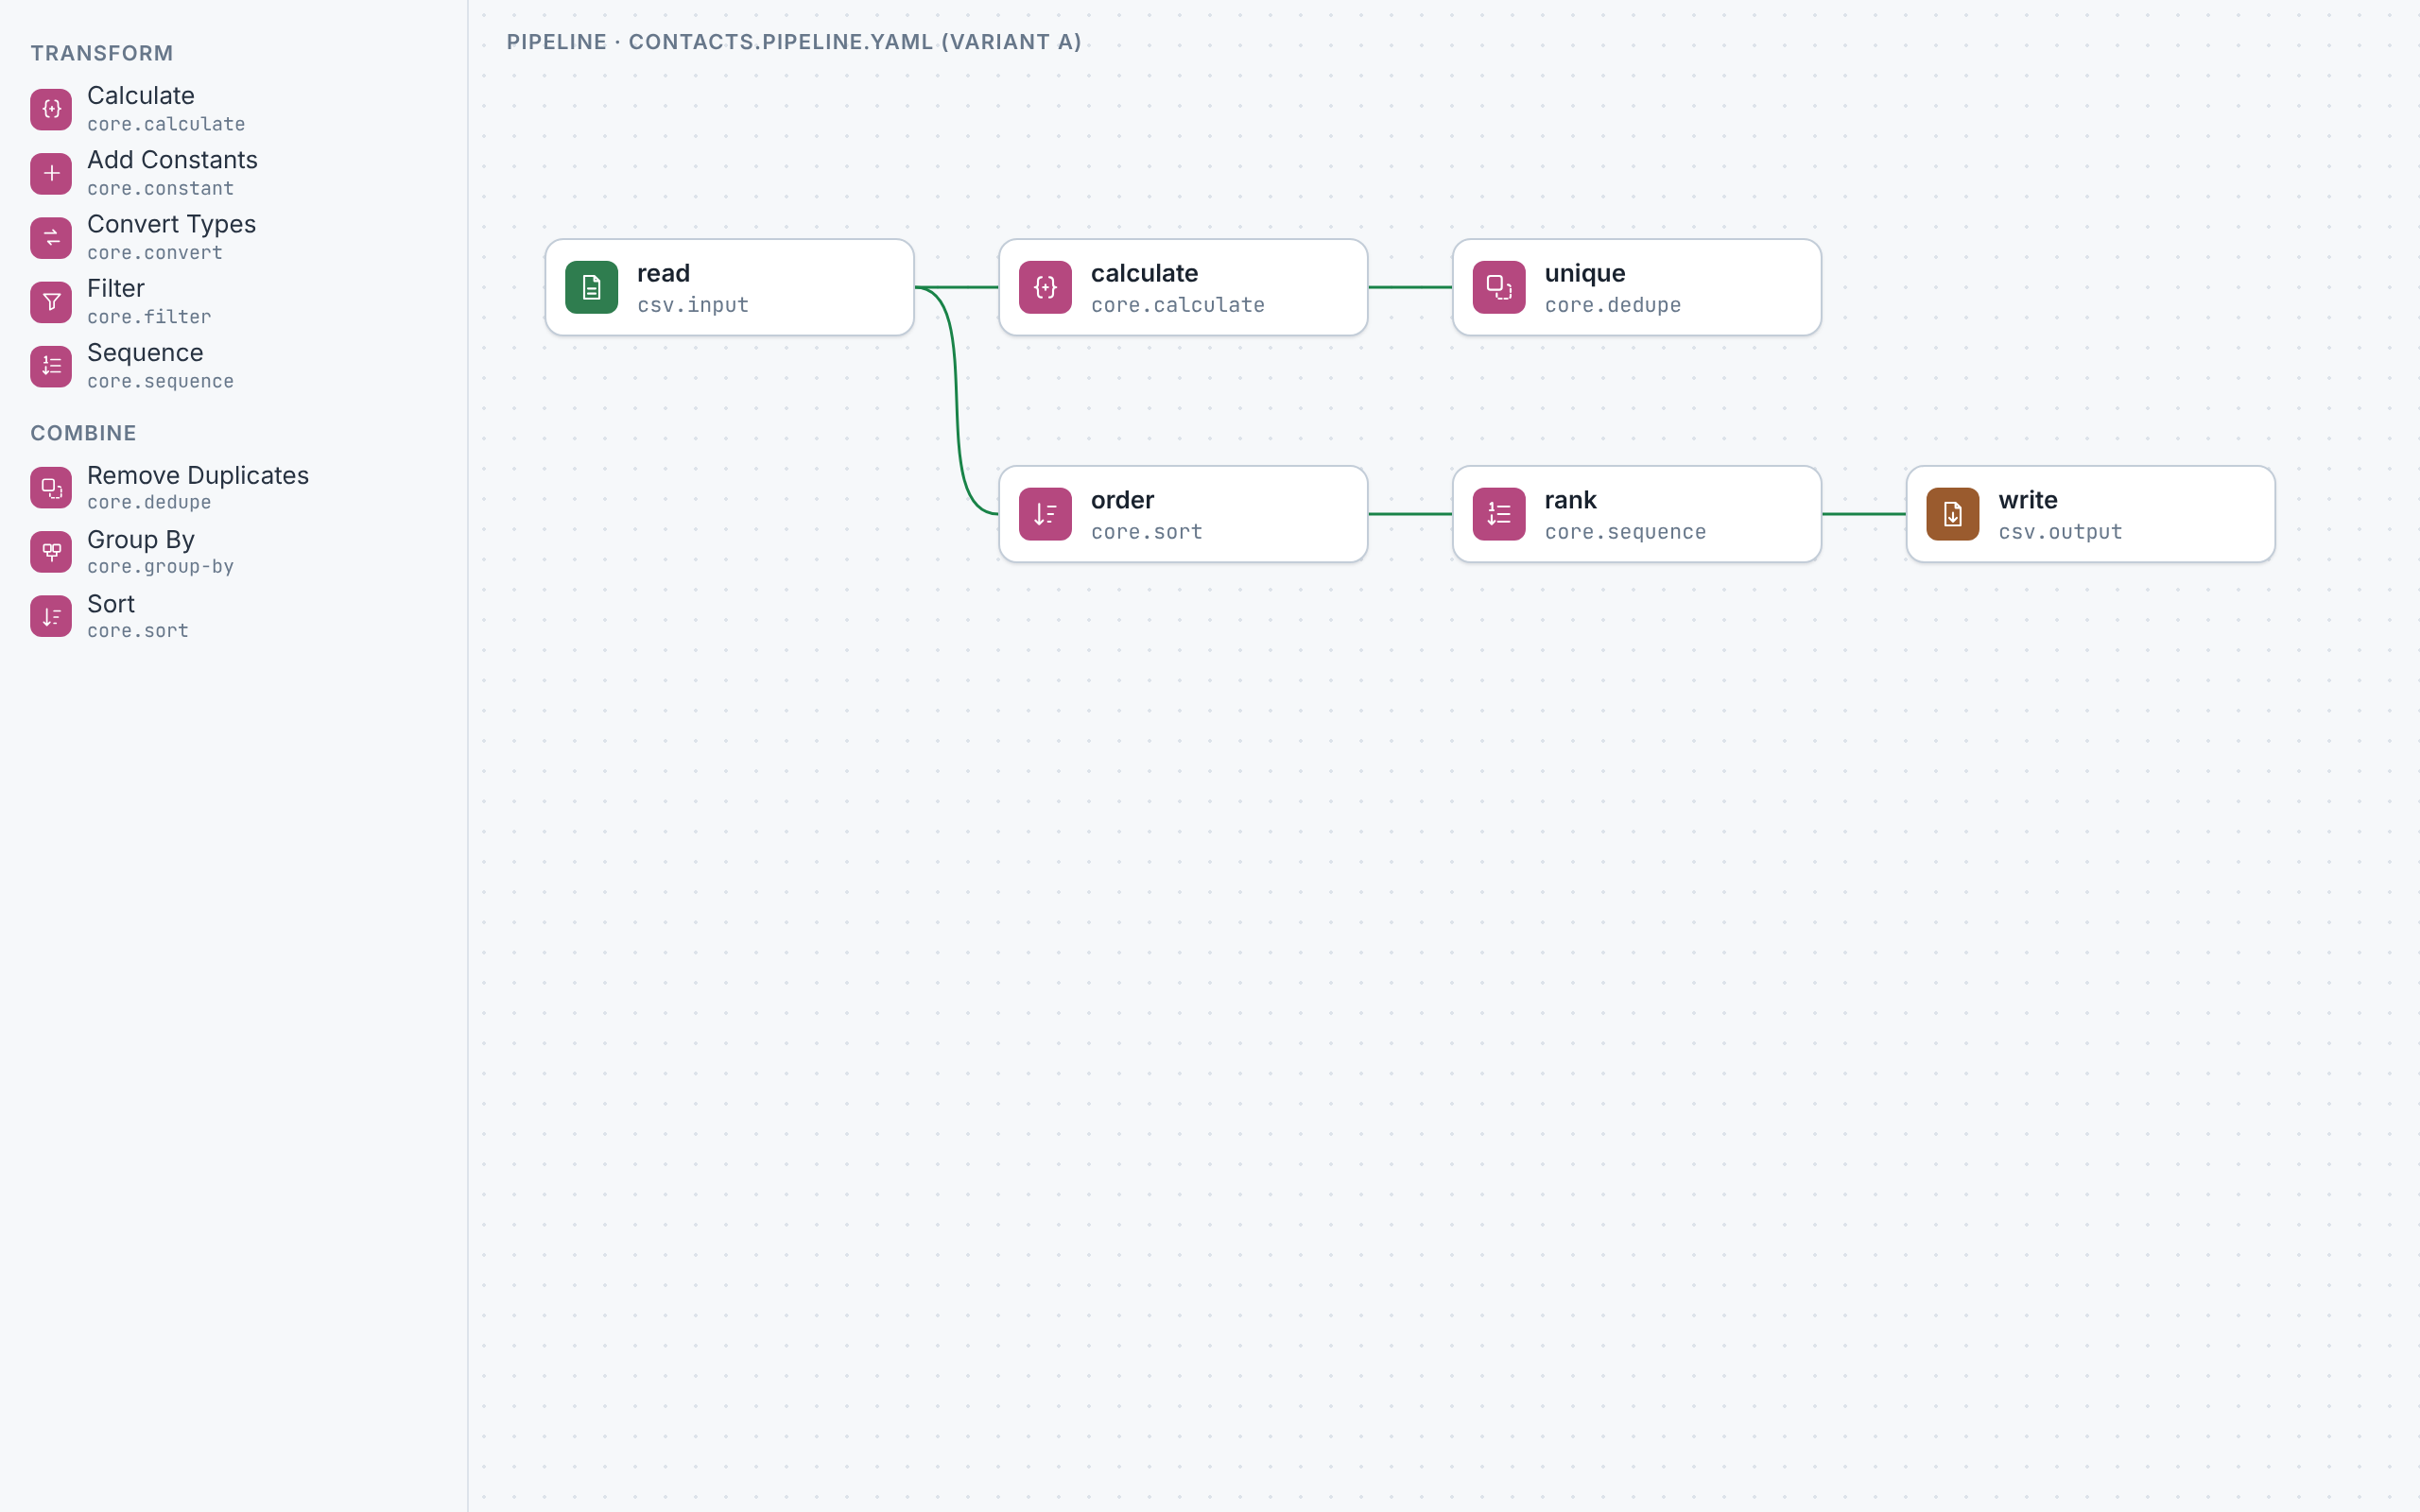 TRANSFORM
Calculate
core.calculate
Add Constants
core.constant
Convert Types
core.convert
Filter
core.filter
Sequence
core.sequence
COMBINE
Remove Duplicates
core.dedupe
Group By
core.group-by
Sort
core.sort
PIPELINE · CONTACTS.PIPELINE.YAML (VARIANT A)
read
csv.input
calculate
core.calculate
unique
core.dedupe
order
core.sort
rank
core.sequence
write
csv.output